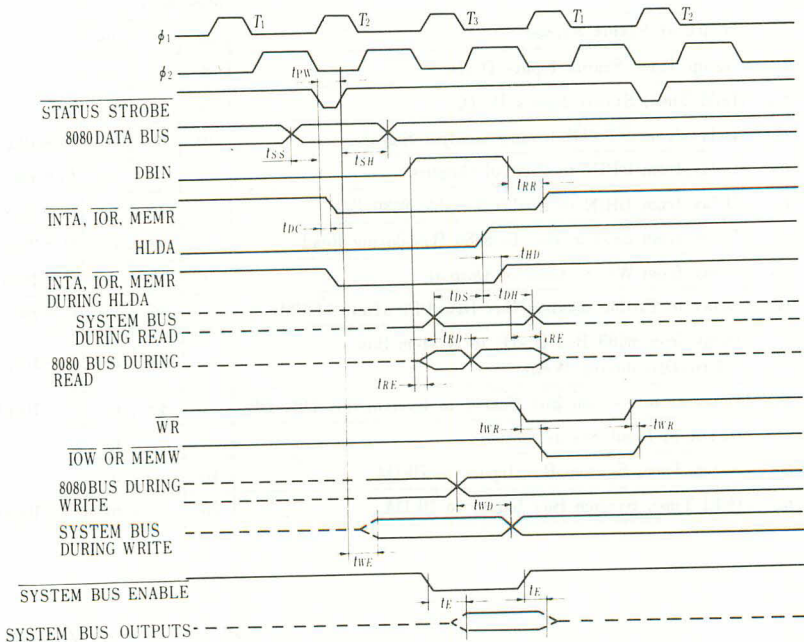 T₁ T₂ T₃ T₁ T₂
ϕ₁
ϕ₂
tPW
STATUS STROBE
8080 DATA BUS
tSS tSH
DBIN
tRR
INTA, IOR, MEMR
tDC
HLDA
tHD
INTA, IOR, MEMR
DURING HLDA
tDS tDH
SYSTEM BUS
DURING READ
tRD tRE
8080 BUS DURING
READ
tRE
WR
tWR tWR
IOW OR MEMW
8080 BUS DURING
WRITE
tWD
SYSTEM BUS
DURING WRITE
tWE
SYSTEM BUS ENABLE
tE tE
SYSTEM BUS OUTPUTS